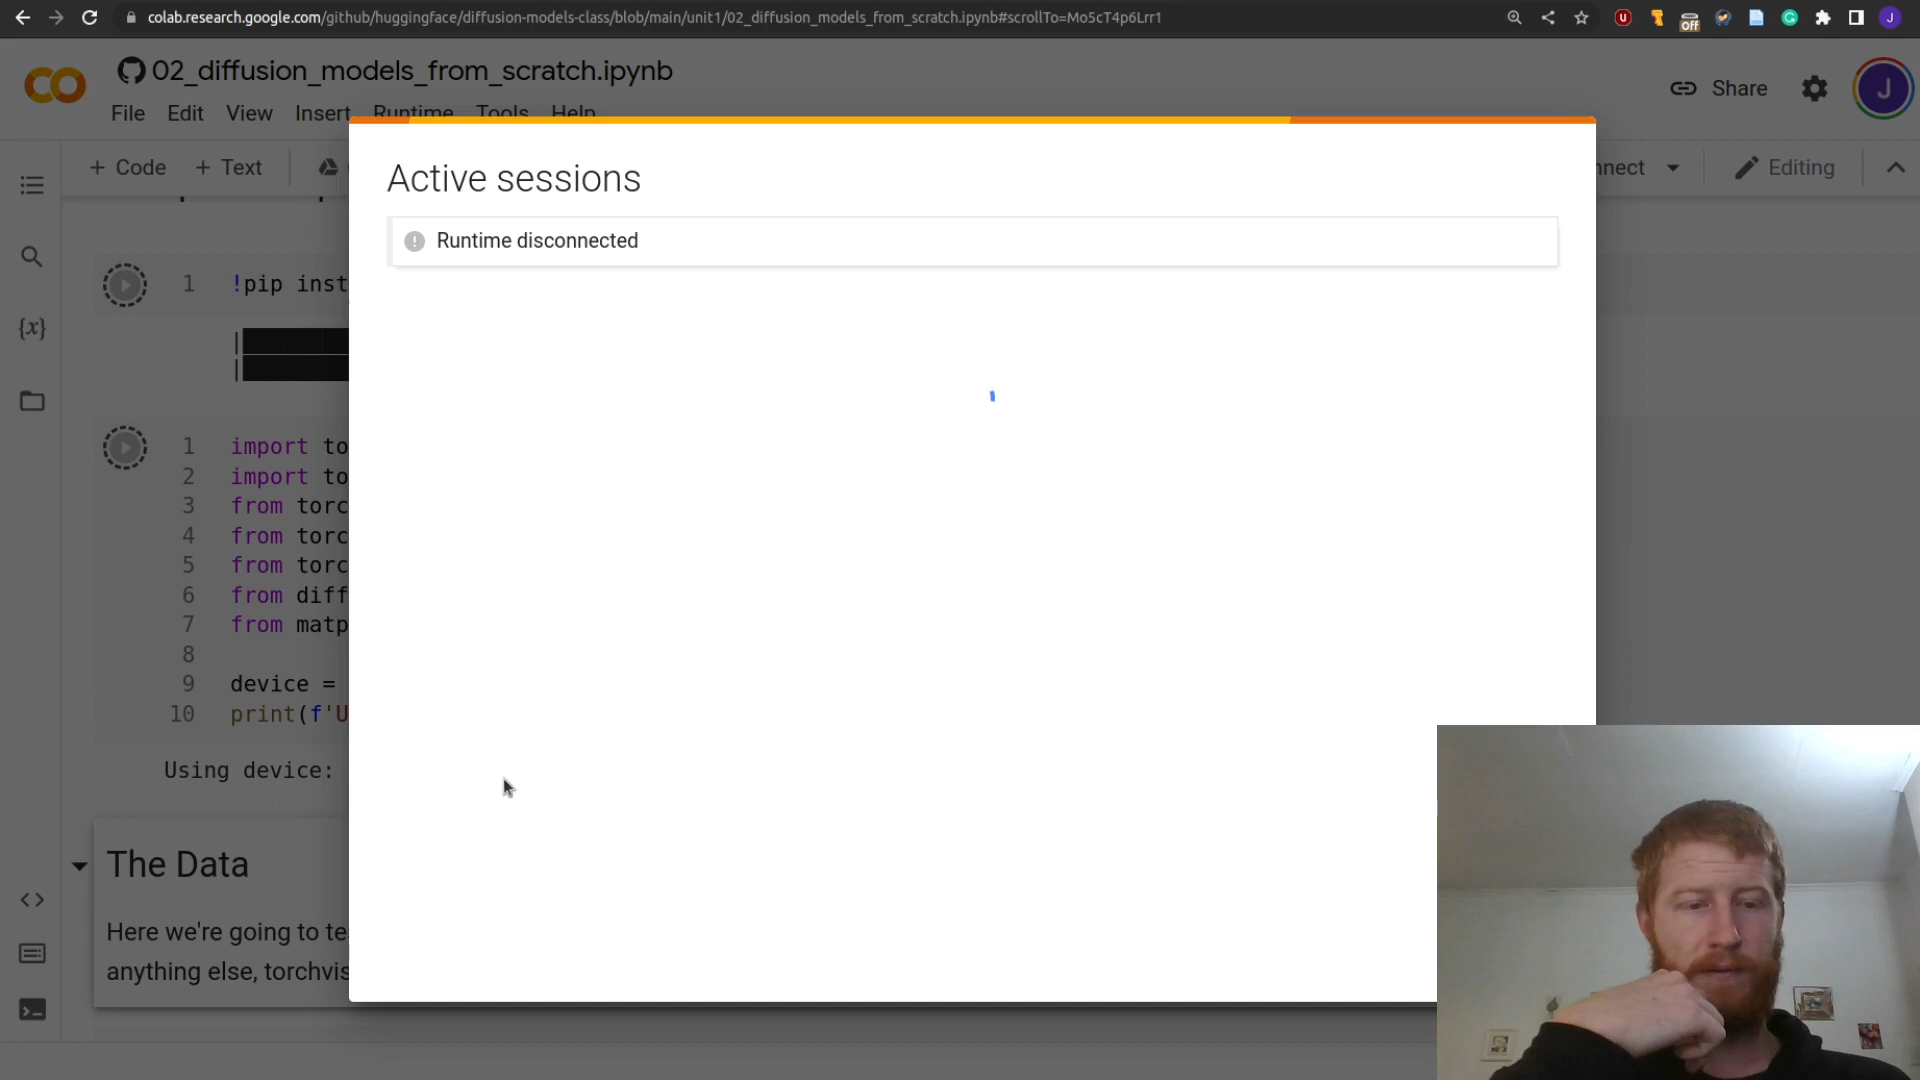 colab.research.google.com/github/huggingface/diffusion-models-class/blob/main/unit1/02_diffusion_models_from_scratch.ipynb#scrollTo=Mo5cT4p6Lrr1
off
J
02_diffusion_models_from_scratch.ipynb
File Edit View Insert Runtime Tools Help
Share
J
+ Code + Text
nnect
Editing
Active sessions
Runtime disconnected
1 !pip inst
{x}
1 import to
2 import to
3 from torc
4 from torc
5 from torc
6 from diff
7 from matp
8
9 device =
10 print(f'U
Using device:
The Data
Here we're going to te
anything else, torchvis